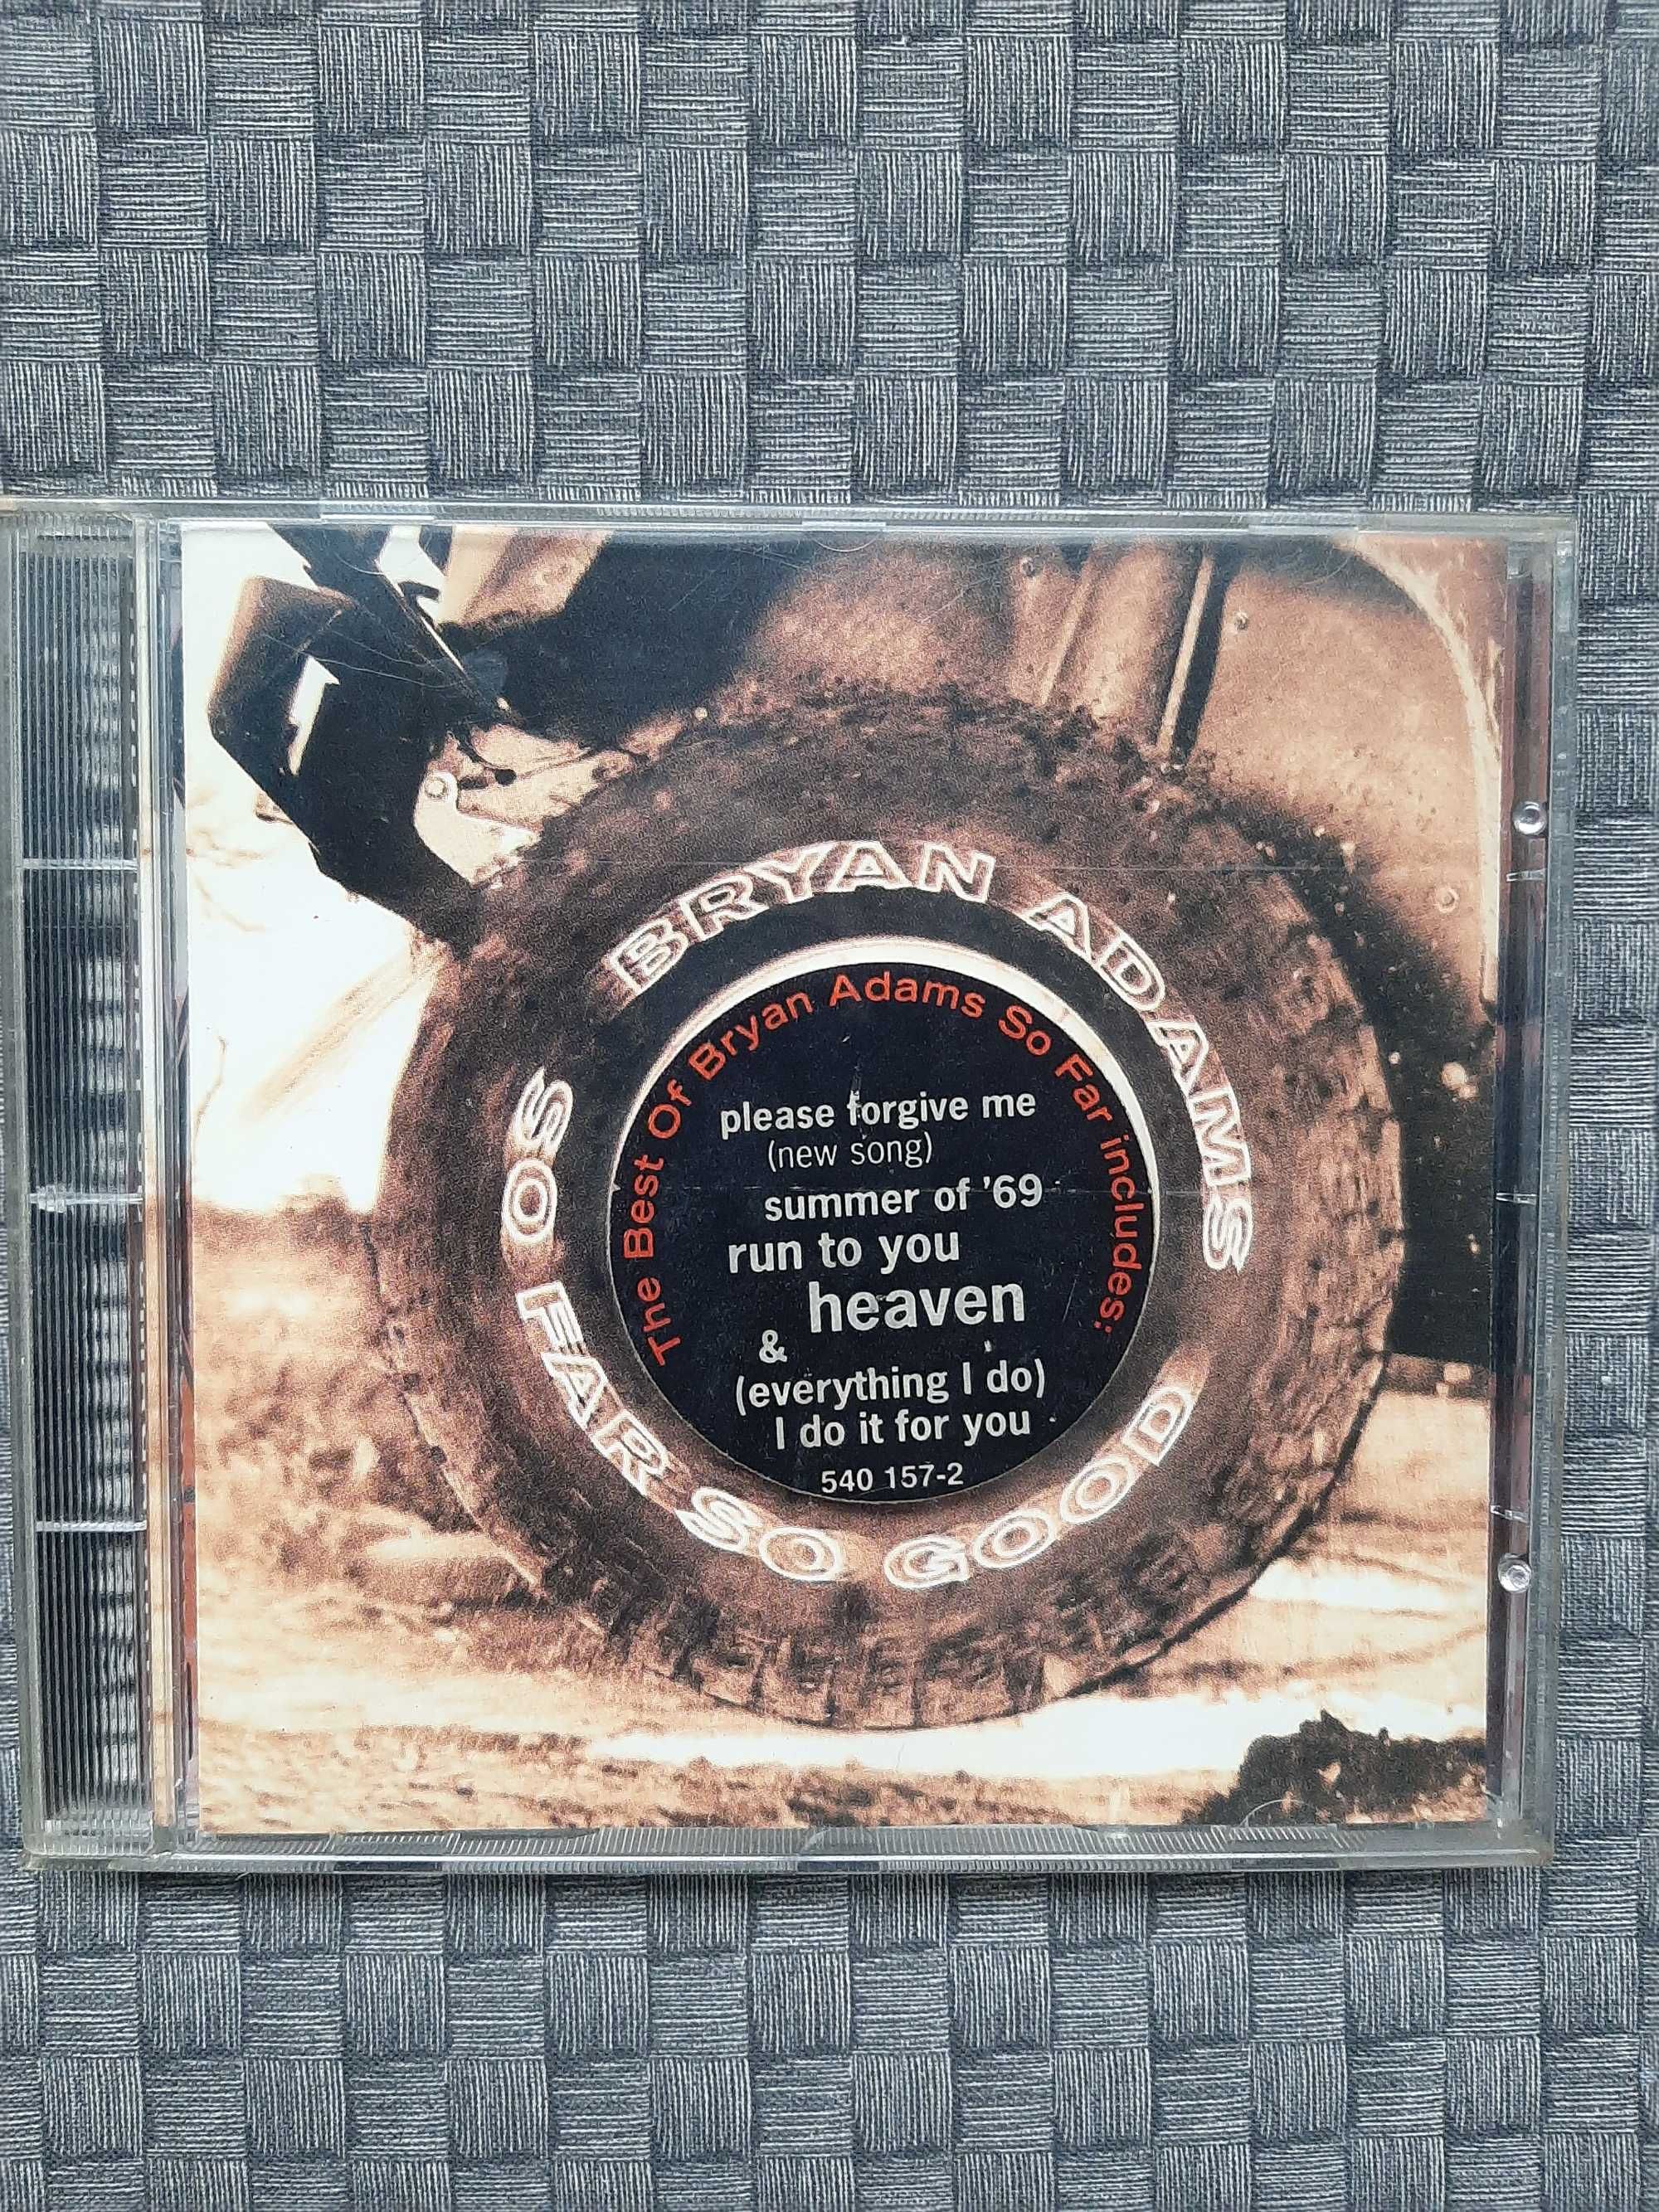 BRYAN ADAMS
SO FAR SO GOOD
The Best Of Bryan Adams So Far includes:
please forgive me
(new song)
summer of '69
run to you
heaven
&
(everything I do)
I do it for you
540 157-2